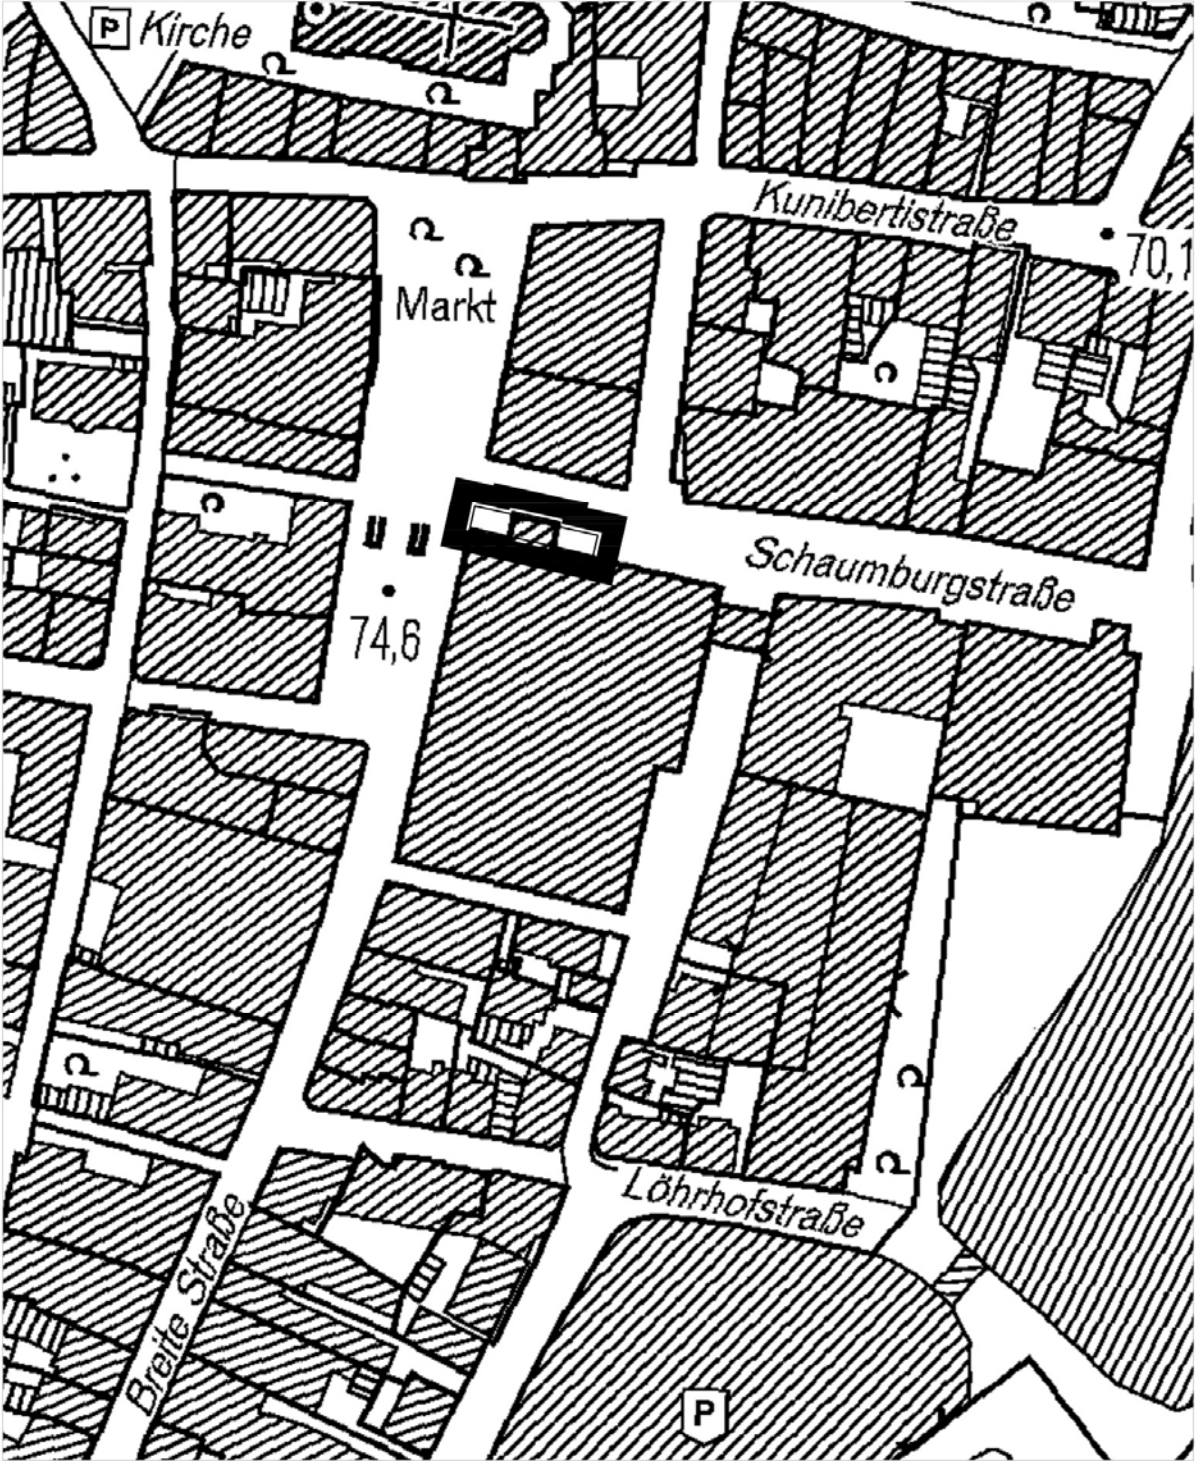 P Kirche
Kunibertistraße
70,1
Markt
Schaumburgstraße
74,6
Löhrhofstraße
Breite Straße
P